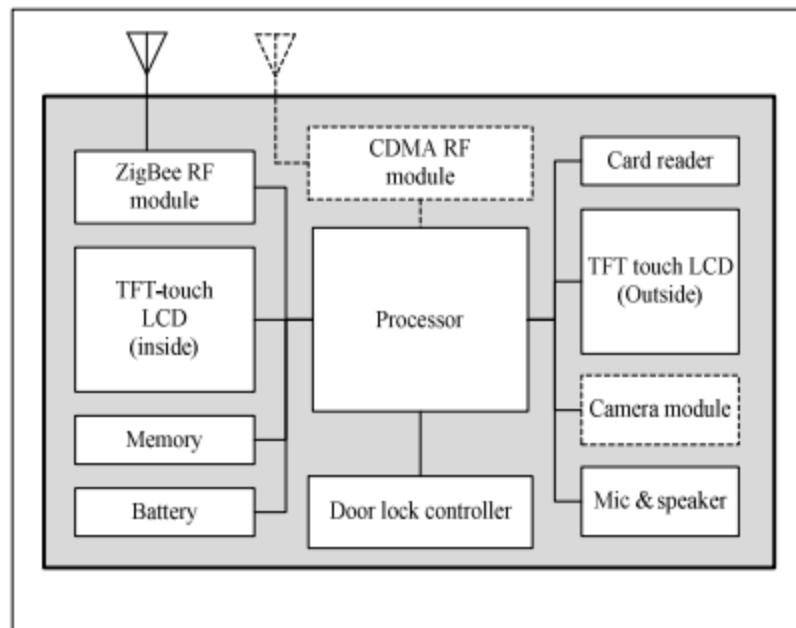 ZigBee RF
module
CDMA RF
module
Card reader
TFT-touch
LCD
(inside)
Processor
TFT touch LCD
(Outside)
Memory
Camera module
Battery
Door lock controller
Mic & speaker